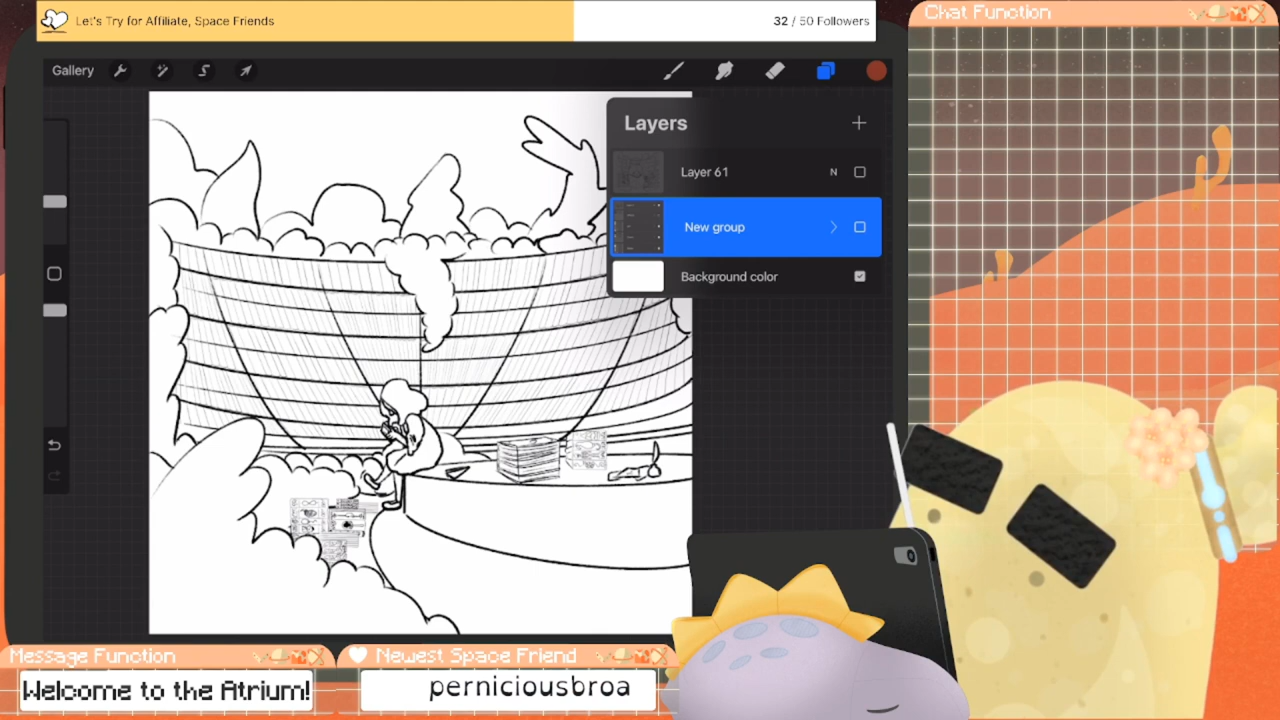 Let's Try for Affiliate, Space Friends
32 / 50 Followers
Chat Function
Gallery
Layers
Layer 61
N
New group
Background color
Message Function
Newest Space Friend
Welcome to the Atrium!
perniciousbroa